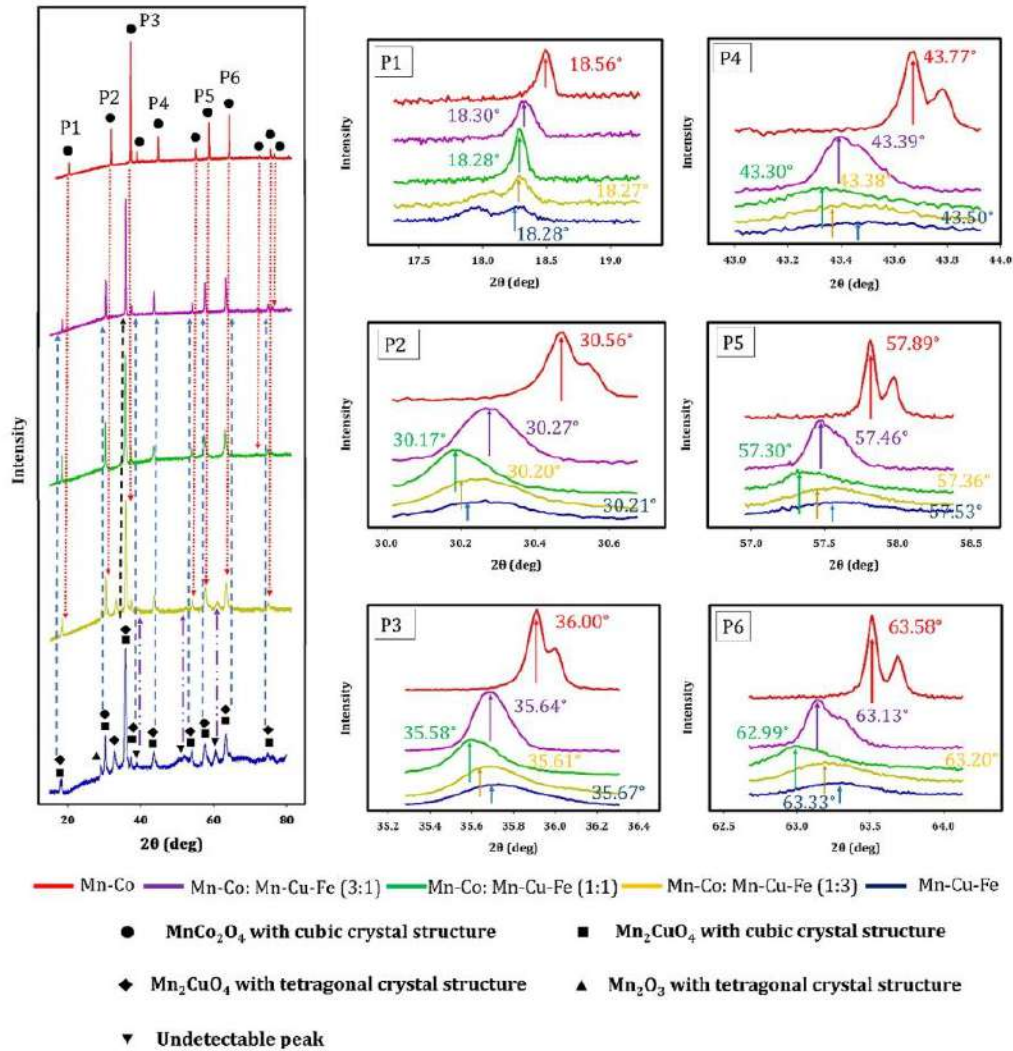 P3
P6
P2
P5
P4
P1
Intensity
20
40
60
80
2θ (deg)
P1
18.56°
18.30°
18.28°
18.27°
18.28°
Intensity
17.5
18.0
18.5
19.0
2θ (deg)
P4
43.77°
43.39°
43.30°
43.38°
43.50°
Intensity
43.0
43.2
43.4
43.6
43.8
44.0
2θ (deg)
P2
30.56°
30.27°
30.17°
30.20°
30.21°
Intensity
30.0
30.2
30.4
30.6
2θ (deg)
P5
57.89°
57.46°
57.30°
57.36°
57.53°
Intensity
57.0
57.5
58.0
58.5
2θ (deg)
P3
36.00°
35.64°
35.58°
35.61°
35.67°
Intensity
35.2
35.4
35.6
35.8
36.0
36.2
36.4
2θ (deg)
P6
63.58°
63.13°
62.99°
63.20°
63.33°
Intensity
62.5
63.0
63.5
64.0
2θ (deg)
Mn-Co
Mn-Co: Mn-Cu-Fe (3:1)
Mn-Co: Mn-Cu-Fe (1:1)
Mn-Co: Mn-Cu-Fe (1:3)
Mn-Cu-Fe
● MnCo₂O₄ with cubic crystal structure
■ Mn₂CuO₄ with cubic crystal structure
◆ Mn₂CuO₄ with tetragonal crystal structure
▲ Mn₂O₃ with tetragonal crystal structure
▼ Undetectable peak